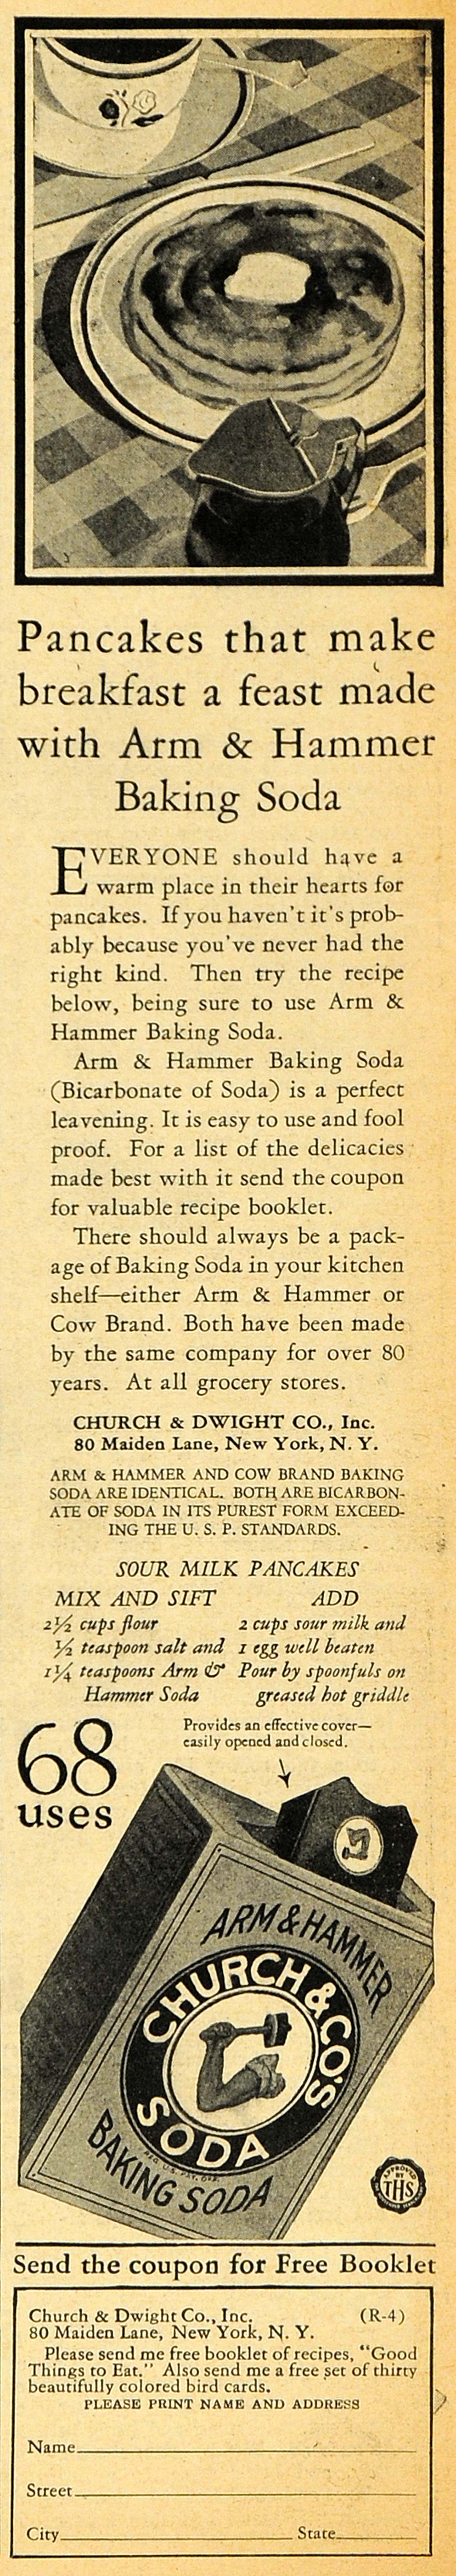 Pancakes that make
breakfast a feast made
with Arm & Hammer
Baking Soda
EVERYONE should have a
warm place in their hearts for
pancakes. If you haven't it's prob-
ably because you've never had the
right kind. Then try the recipe
below, being sure to use Arm &
Hammer Baking Soda.
Arm & Hammer Baking Soda
(Bicarbonate of Soda) is a perfect
leavening. It is easy to use and fool
proof. For a list of the delicacies
made best with it send the coupon
for valuable recipe booklet.
There should always be a pack-
age of Baking Soda in your kitchen
shelf—either Arm & Hammer or
Cow Brand. Both have been made
by the same company for over 80
years. At all grocery stores.
CHURCH & DWIGHT CO., Inc.
80 Maiden Lane, New York, N. Y.
ARM & HAMMER AND COW BRAND BAKING
SODA ARE IDENTICAL. BOTH ARE BICARBON-
ATE OF SODA IN ITS PUREST FORM EXCEED-
ING THE U. S. P. STANDARDS.
SOUR MILK PANCAKES
MIX AND SIFT
2½ cups flour
½ teaspoon salt and
1¼ teaspoons Arm &
Hammer Soda
ADD
2 cups sour milk and
1 egg well beaten
Pour by spoonfuls on
greased hot griddle
68
uses
Provides an effective cover—
easily opened and closed.
ARM & HAMMER
CHURCH & CO'S
SODA
REG. U.S. PAT. OFF.
BAKING SODA
APPROVED
BY
THS
Send the coupon for Free Booklet
Church & Dwight Co., Inc. (R-4)
80 Maiden Lane, New York, N. Y.
Please send me free booklet of recipes, "Good
Things to Eat." Also send me a free set of thirty
beautifully colored bird cards.
PLEASE PRINT NAME AND ADDRESS
Name
Street
City State